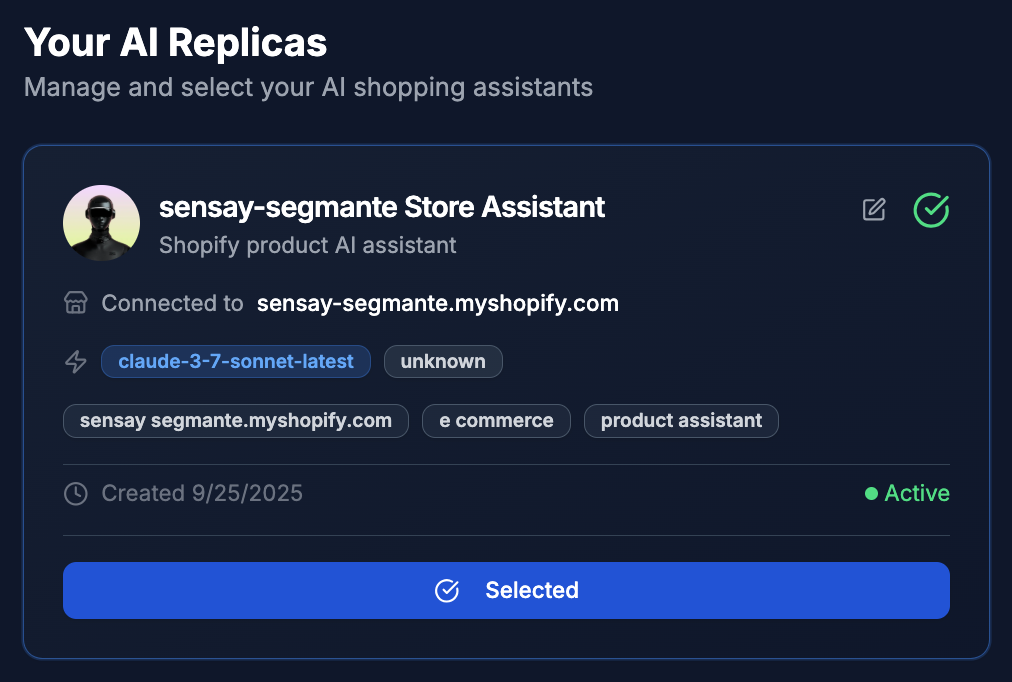 Your AI Replicas
Manage and select your AI shopping assistants
sensay-segmante Store Assistant
Shopify product AI assistant
Connected to sensay-segmante.myshopify.com
claude-3-7-sonnet-latest unknown
sensay segmante.myshopify.com e commerce product assistant
Created 9/25/2025 Active
Selected